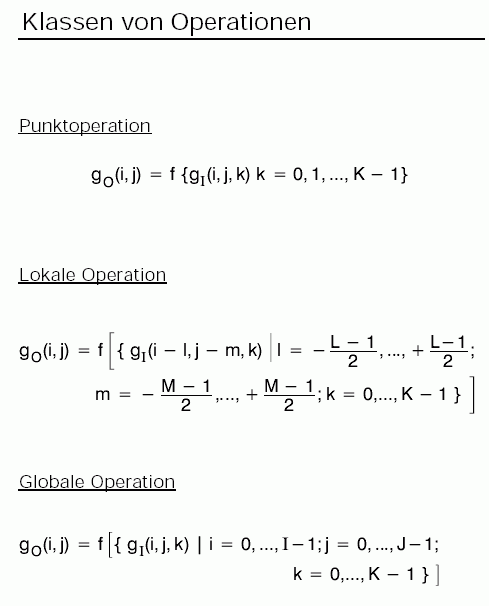 Klassen von Operationen
Punktoperation
g_O(i, j) = f {g_I(i, j, k) k = 0, 1, ..., K − 1}
Lokale Operation
g_O(i, j) = f [ { g_I(i − l, j − m, k) | l = − (L − 1)/2 , ..., + (L−1)/2 ;
m = − (M − 1)/2 ,..., + (M − 1)/2 ; k = 0,..., K − 1 } ]
Globale Operation
g_O(i, j) = f [ { g_I(i, j, k) | i = 0, ..., I−1; j = 0, ..., J−1;
k = 0,..., K − 1 } ]